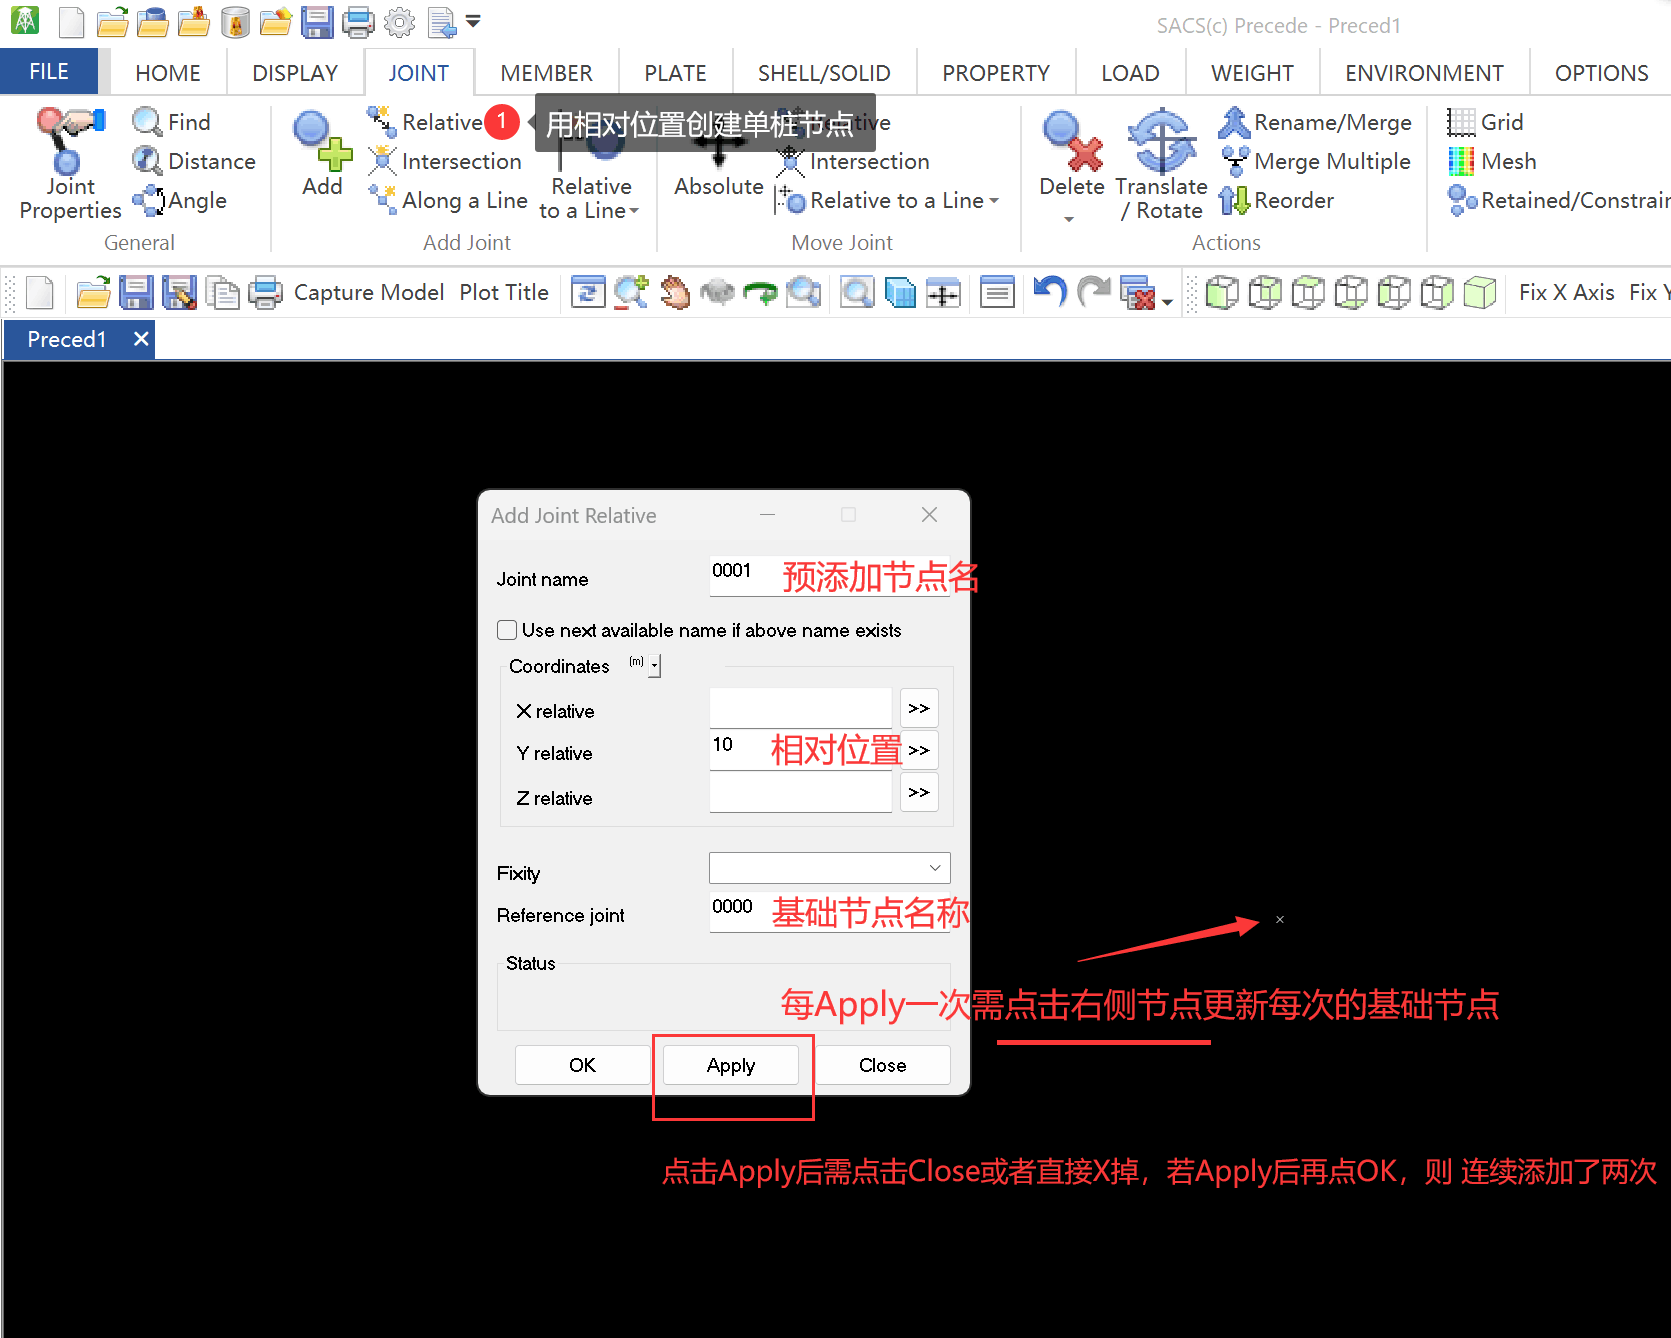 SACS(c) Precede - Preced1
FILE HOME DISPLAY JOINT MEMBER PLATE SHELL/SOLID PROPERTY LOAD WEIGHT ENVIRONMENT OPTIONS
Joint Properties
Find
Distance
Angle
General
Add
Relative
1
用相对位置创建单桩节点
Intersection
Along a Line
Relative to a Line
Add Joint
Absolute
Intersection
Relative to a Line
Move Joint
Delete
Translate / Rotate
Rename/Merge
Merge Multiple
Reorder
Actions
Grid
Mesh
Retained/Constrain
Capture Model Plot Title Fix X Axis Fix Y
Preced1
Add Joint Relative
Joint name 0001 预添加节点名
Use next available name if above name exists
Coordinates (m)
X relative >>
Y relative 10 相对位置 >>
Z relative >>
Fixity
Reference joint 0000 基础节点名称
Status
每Apply一次需点击右侧节点更新每次的基础节点
OK Apply Close
点击Apply后需点击Close或者直接X掉，若Apply后再点OK，则 连续添加了两次